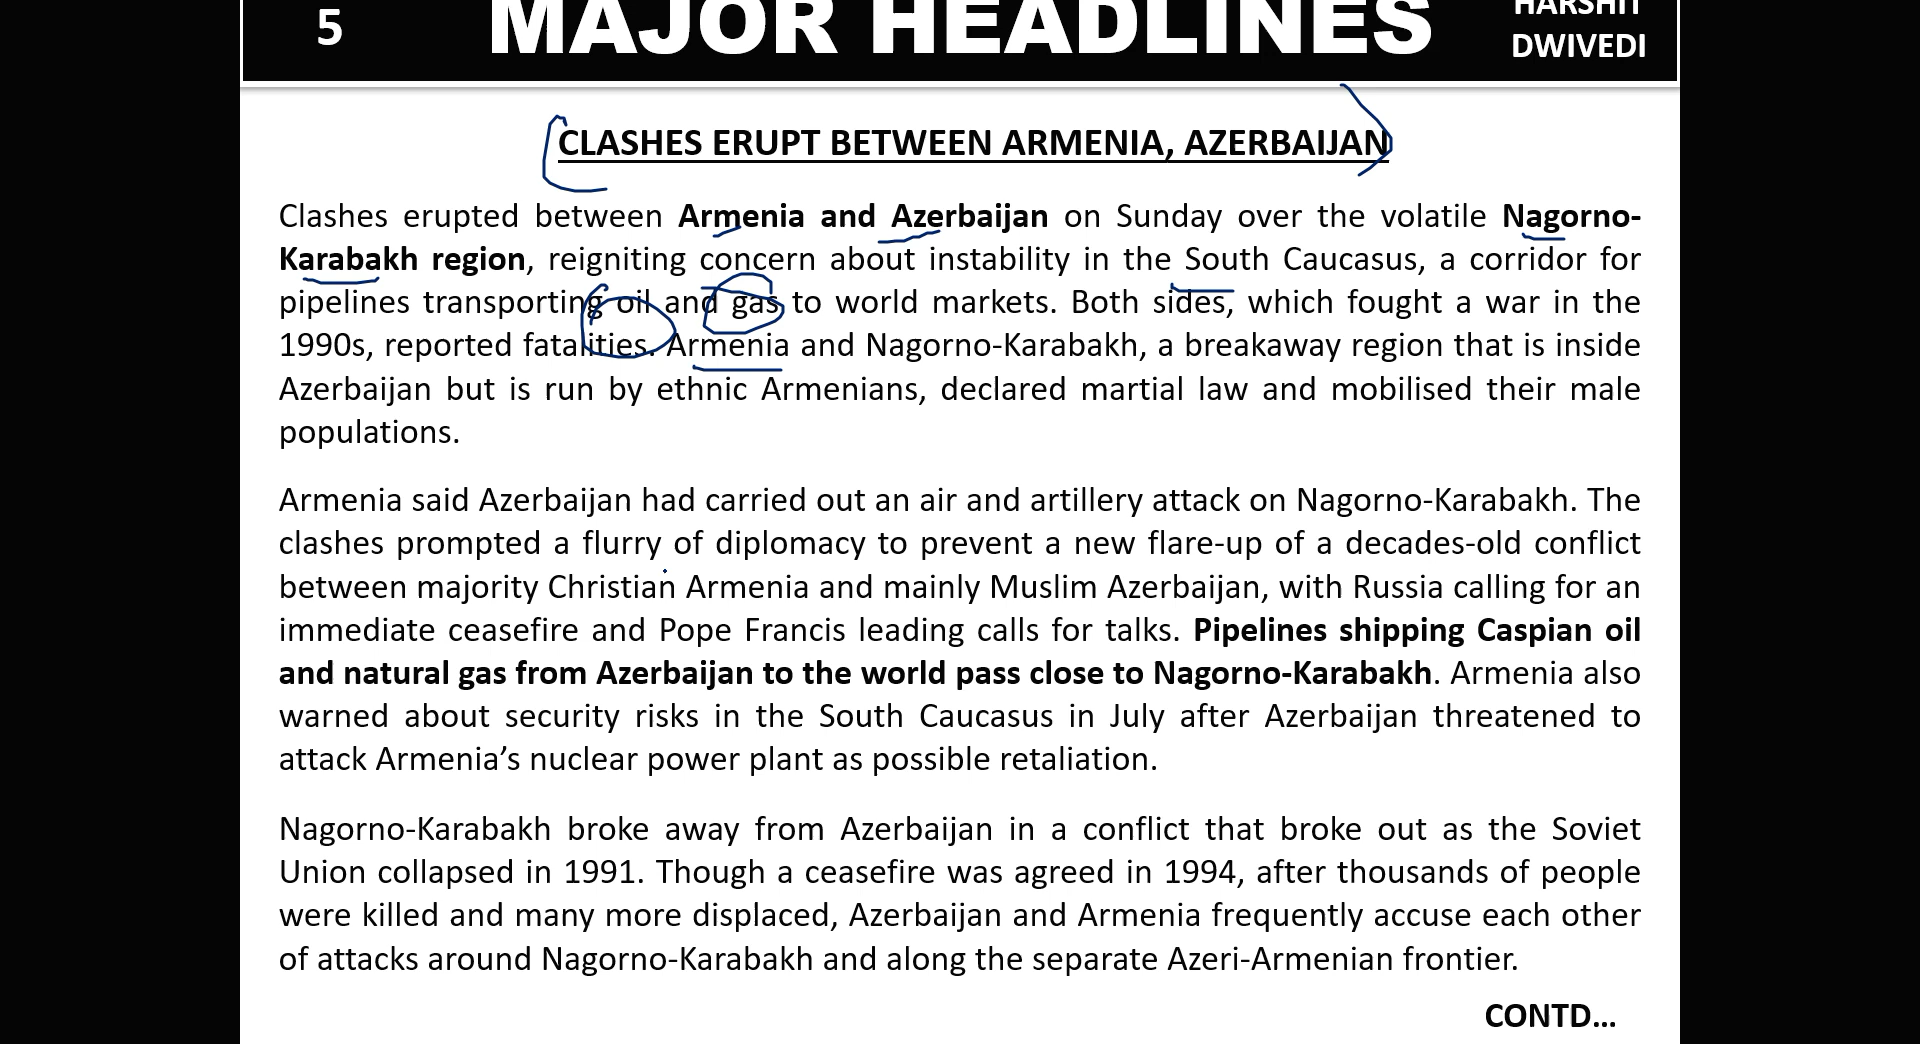 5
MAJOR HEADLINES
HARSHIT
DWIVEDI
CLASHES ERUPT BETWEEN ARMENIA, AZERBAIJAN
Clashes erupted between Armenia and Azerbaijan on Sunday over the volatile Nagorno-
Karabakh region, reigniting concern about instability in the South Caucasus, a corridor for
pipelines transporting oil and gas to world markets. Both sides, which fought a war in the
1990s, reported fatalities. Armenia and Nagorno-Karabakh, a breakaway region that is inside
Azerbaijan but is run by ethnic Armenians, declared martial law and mobilised their male
populations.
Armenia said Azerbaijan had carried out an air and artillery attack on Nagorno-Karabakh. The
clashes prompted a flurry of diplomacy to prevent a new flare-up of a decades-old conflict
between majority Christian Armenia and mainly Muslim Azerbaijan, with Russia calling for an
immediate ceasefire and Pope Francis leading calls for talks. Pipelines shipping Caspian oil
and natural gas from Azerbaijan to the world pass close to Nagorno-Karabakh. Armenia also
warned about security risks in the South Caucasus in July after Azerbaijan threatened to
attack Armenia’s nuclear power plant as possible retaliation.
Nagorno-Karabakh broke away from Azerbaijan in a conflict that broke out as the Soviet
Union collapsed in 1991. Though a ceasefire was agreed in 1994, after thousands of people
were killed and many more displaced, Azerbaijan and Armenia frequently accuse each other
of attacks around Nagorno-Karabakh and along the separate Azeri-Armenian frontier.
CONTD...